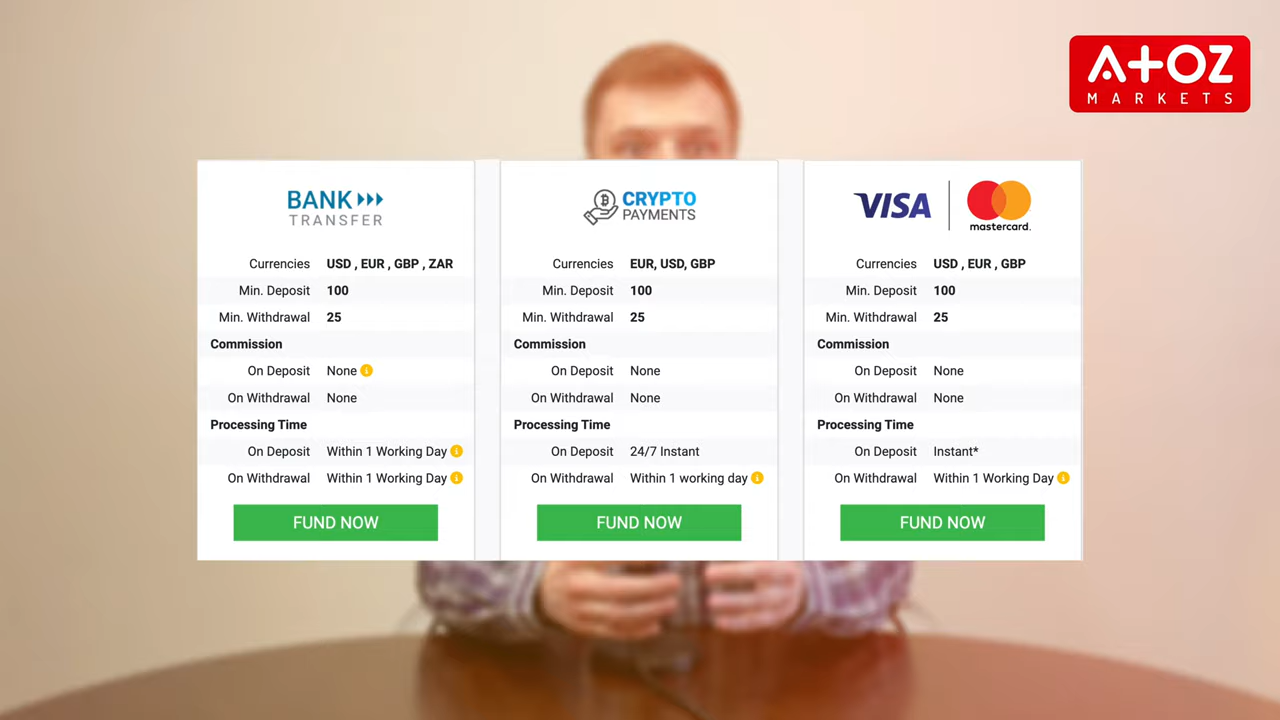 ATOZ
MARKETS
BANK
TRANSFER
Currencies USD , EUR , GBP , ZAR
Min. Deposit 100
Min. Withdrawal 25
Commission
On Deposit None
On Withdrawal None
Processing Time
On Deposit Within 1 Working Day
On Withdrawal Within 1 Working Day
FUND NOW
CRYPTO
PAYMENTS
Currencies EUR, USD, GBP
Min. Deposit 100
Min. Withdrawal 25
Commission
On Deposit None
On Withdrawal None
Processing Time
On Deposit 24/7 Instant
On Withdrawal Within 1 working day
FUND NOW
VISA
mastercard.
Currencies USD , EUR , GBP
Min. Deposit 100
Min. Withdrawal 25
Commission
On Deposit None
On Withdrawal None
Processing Time
On Deposit Instant*
On Withdrawal Within 1 Working Day
FUND NOW